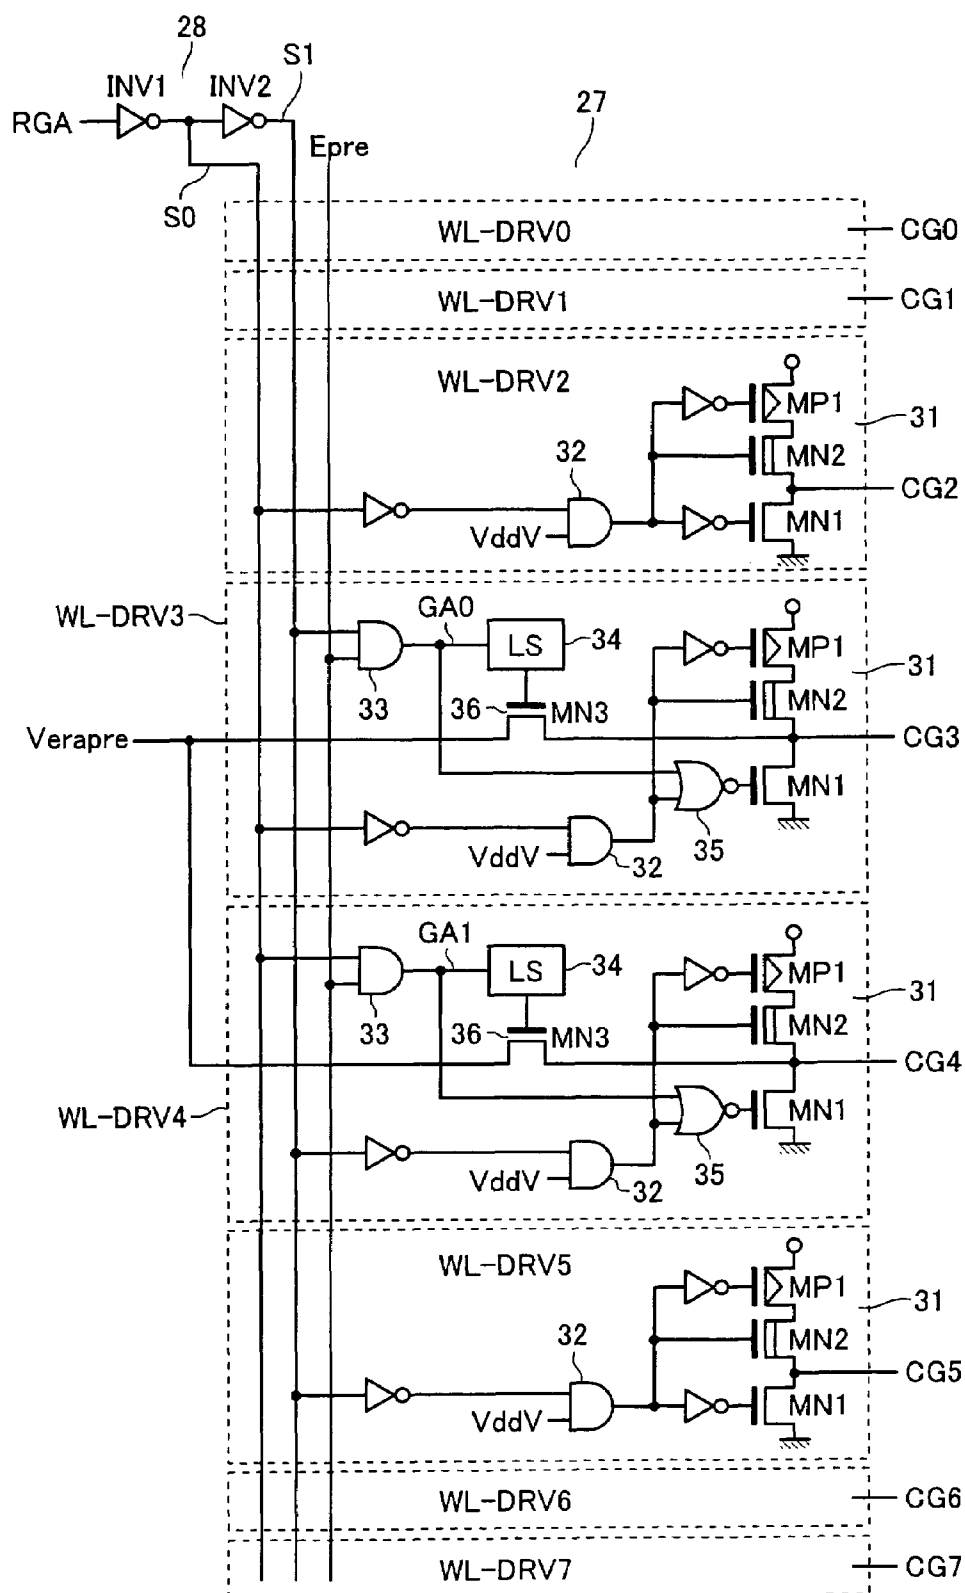 28
S1
INV1 INV2
27
RGA
Epre
S0
WL-DRV0
CG0
WL-DRV1
CG1
WL-DRV2
MP1
31
32
MN2
CG2
VddV
MN1
WL-DRV3
GA0
LS
34
MP1
31
33
36
MN3
MN2
Verapre
CG3
MN1
VddV
32
35
GA1
LS
34
MP1
31
33
36
MN3
MN2
CG4
WL-DRV4
MN1
VddV
32
35
WL-DRV5
MP1
31
32
MN2
CG5
VddV
MN1
WL-DRV6
CG6
WL-DRV7
CG7